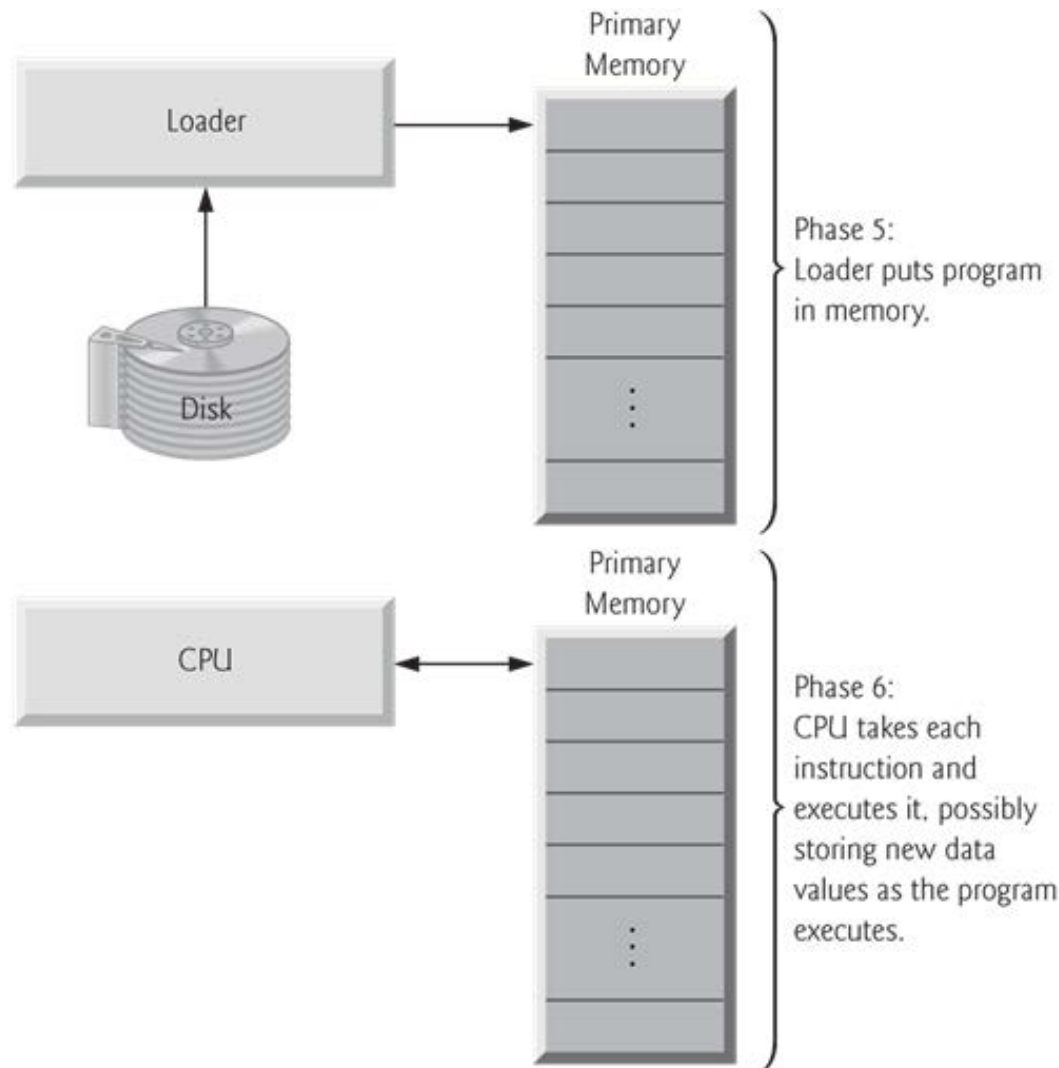 Primary
Memory
Loader
Disk
Phase 5:
Loader puts program
in memory.
Primary
Memory
CPU
Phase 6:
CPU takes each
instruction and
executes it, possibly
storing new data
values as the program
executes.